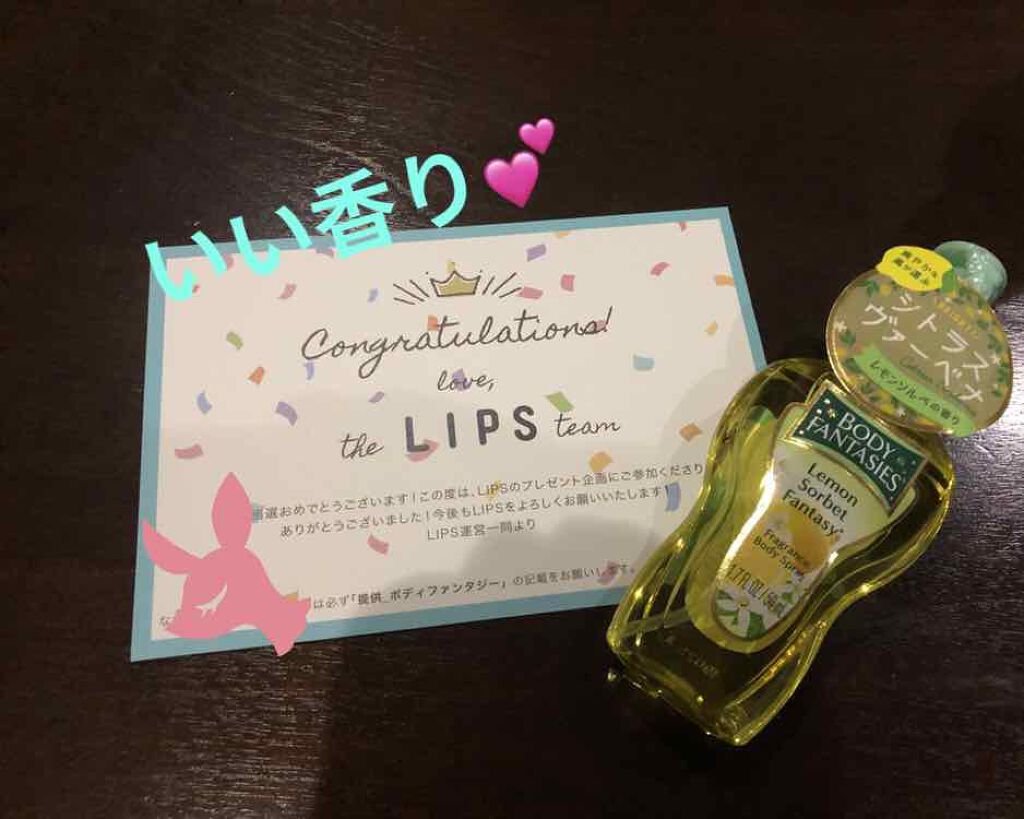 いい香り💕
Congratulations!
love,
the LIPS team
選おめでとうございます!この度は、LIPSのプレゼント企画にご参加くださり
ありがとうございました!今後もLIPSをよろしくお願いいたします!
LIPS運営一同より
は必ず「提供_ボディファンタジー」の記載をお願いします。
シトラス
ヴァーベナ
レモンソルベの香り
BODY
FANTASIES
Lemon
Sorbet
Fantasy
Fragrance
Body Spray
1.7 FL OZ / 50 mL